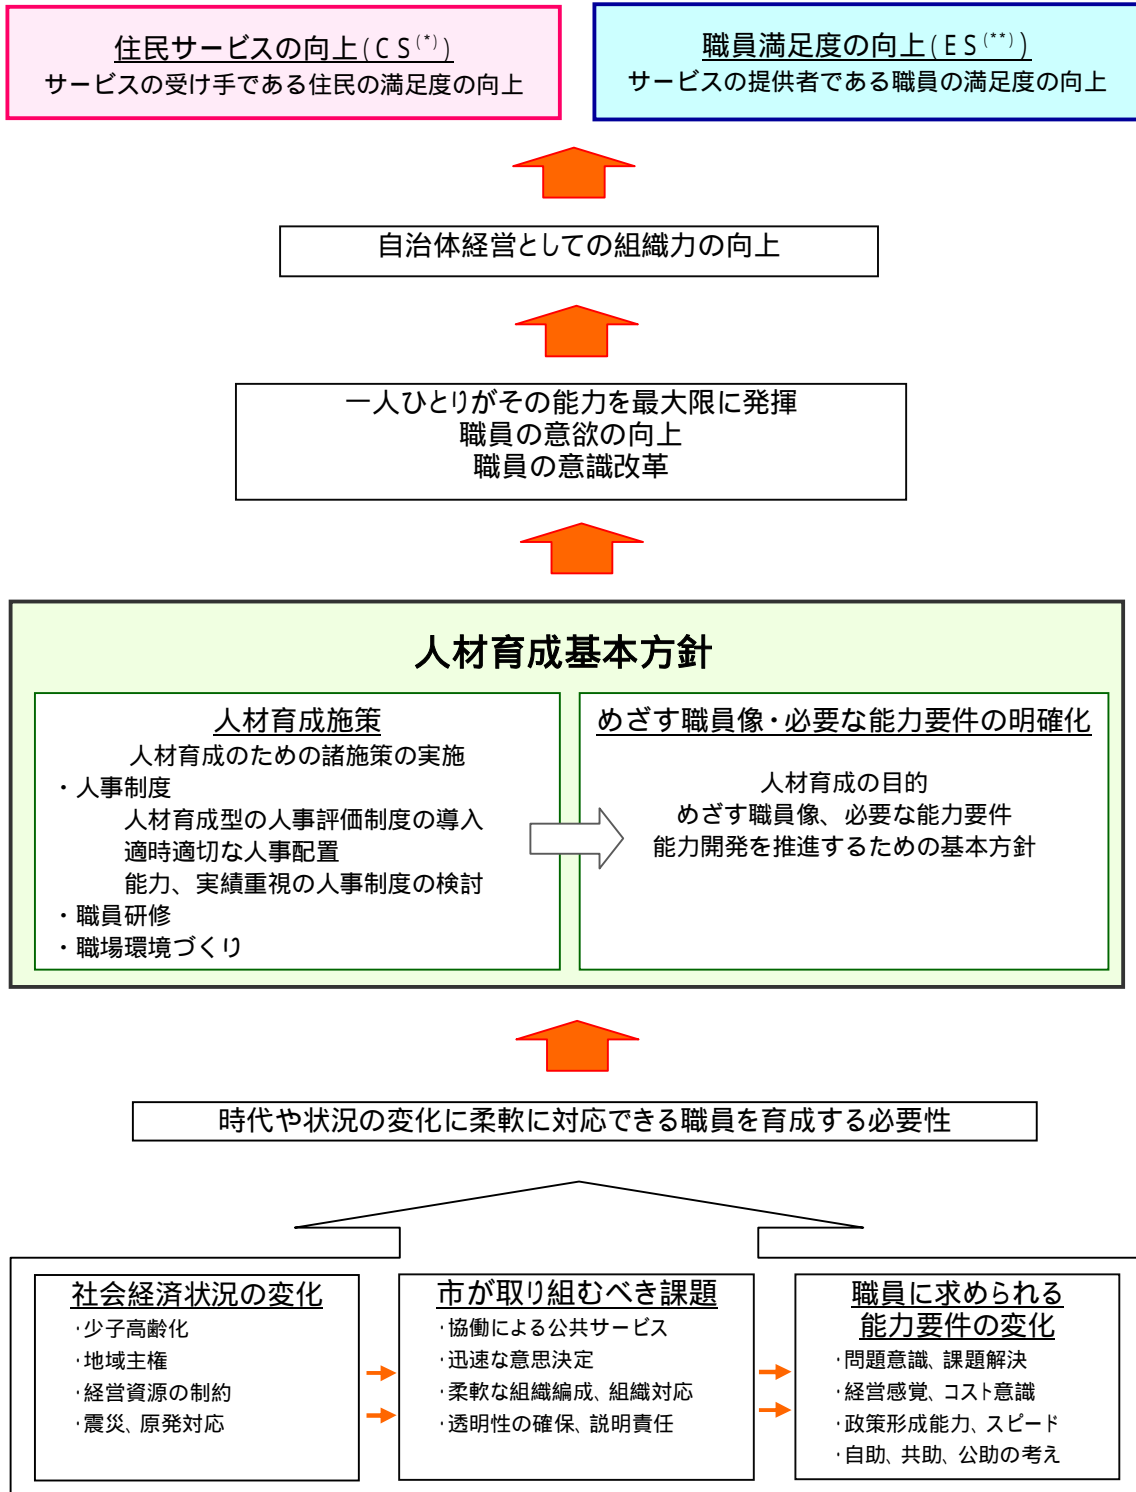 住民サービスの向上(CS(*))
サービスの受け手である住民の満足度の向上
職員満足度の向上(ES(**))
サービスの提供者である職員の満足度の向上
自治体経営としての組織力の向上
一人ひとりがその能力を最大限に発揮
職員の意欲の向上
職員の意識改革
人材育成基本方針
人材育成施策
人材育成のための諸施策の実施
・人事制度
人材育成型の人事評価制度の導入
適時適切な人事配置
能力、実績重視の人事制度の検討
・職員研修
・職場環境づくり
めざす職員像・必要な能力要件の明確化
人材育成の目的
めざす職員像、必要な能力要件
能力開発を推進するための基本方針
時代や状況の変化に柔軟に対応できる職員を育成する必要性
社会経済状況の変化
・少子高齢化
・地域主権
・経営資源の制約
・震災、原発対応
市が取り組むべき課題
・協働による公共サービス
・迅速な意思決定
・柔軟な組織編成、組織対応
・透明性の確保、説明責任
職員に求められる
能力要件の変化
・問題意識、課題解決
・経営感覚、コスト意識
・政策形成能力、スピード
・自助、共助、公助の考え